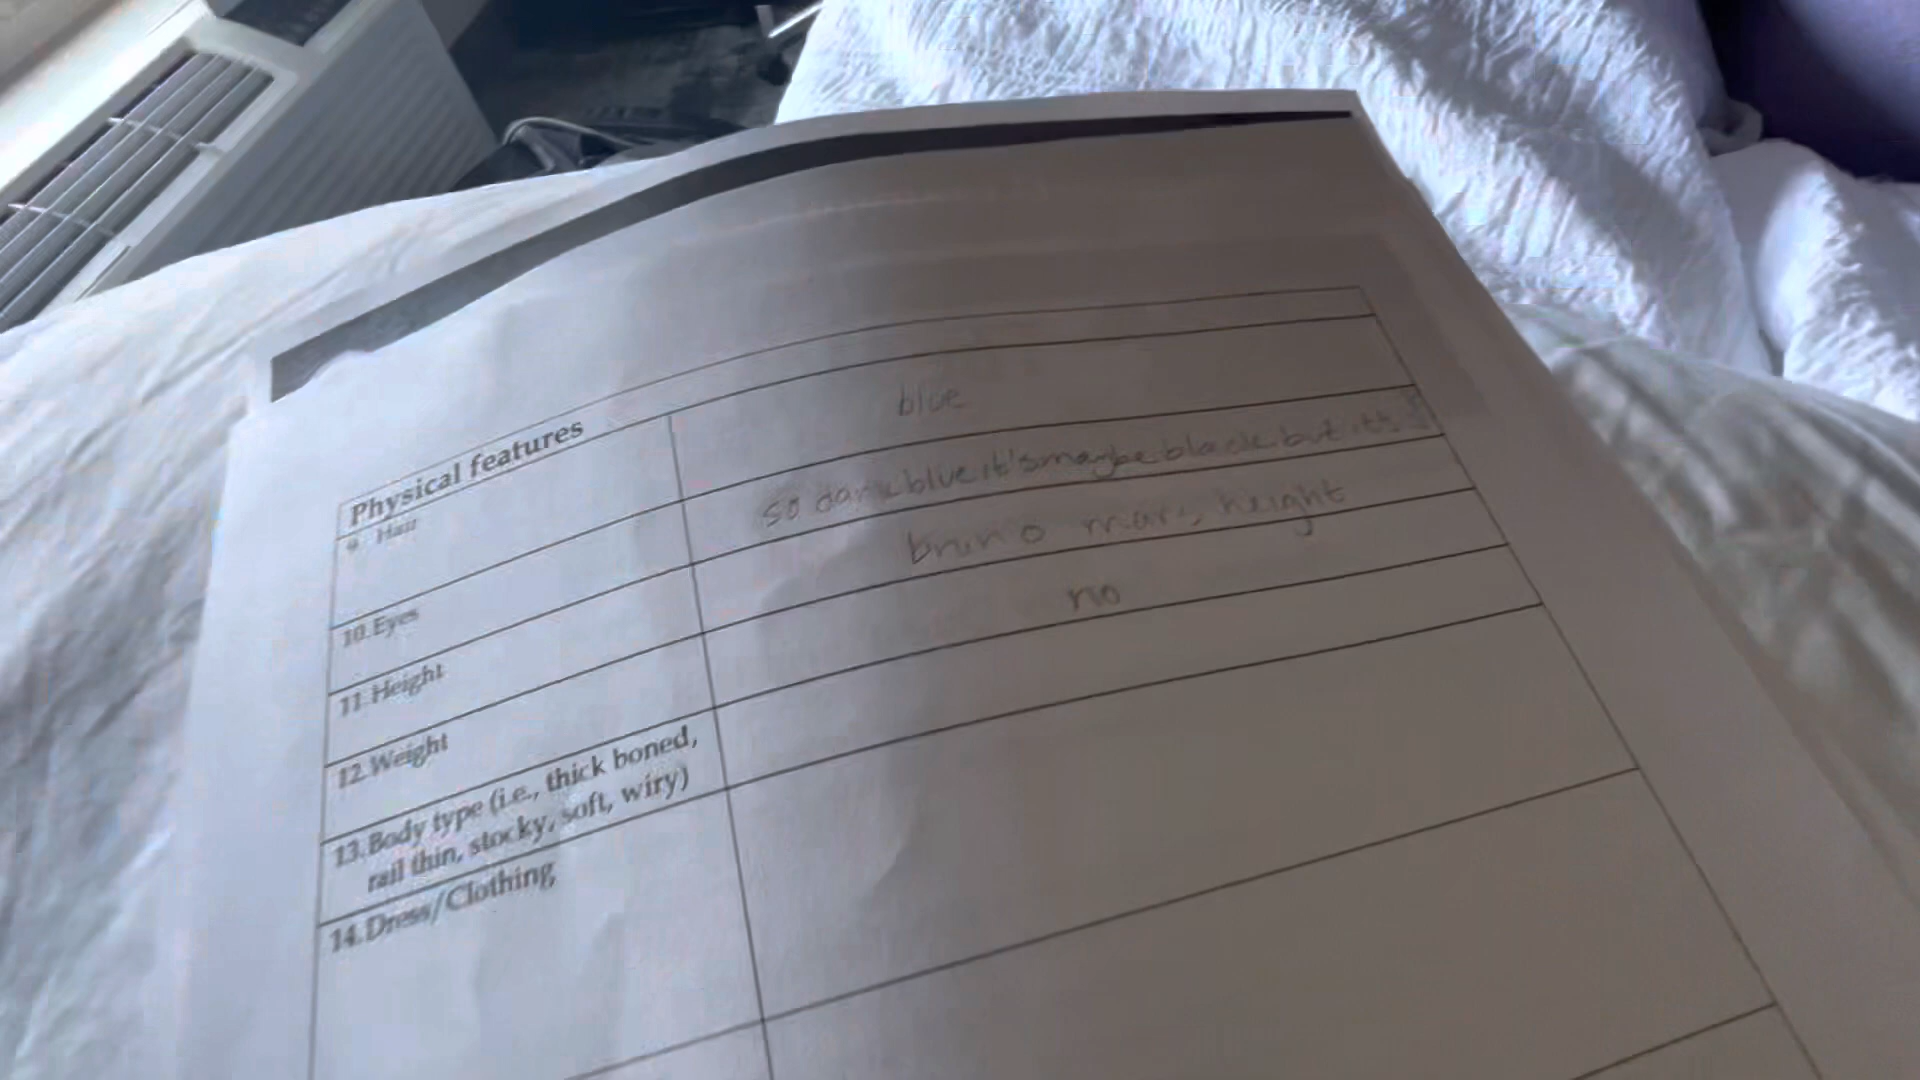 Physical features
9. Hair
blue
10. Eyes
so dark blue it's maybe black but it's
11. Height
bruno mars height
12. Weight
no
13. Body type (i.e., thick boned,
rail thin, stocky, soft, wiry)
14. Dress/Clothing